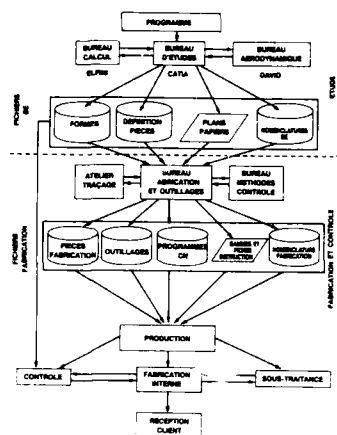 PROGRAMME
BUREAU
CALCUL
BUREAU
D'ETUDES
BUREAU
AERODYNAMIQUE
ELFINI
CATIA
DAVID
FICHIERS
BE
ETUDE
FORMES
DEFINITION
PIECES
PLANS
PAPIERS
NOMENCLATURES
BE
ATELIER
TRAÇAGE
BUREAU
FABRICATION
ET OUTILLAGES
BUREAU
METHODES
CONTROLE
FICHIERS
FABRICATION
FABRICATION ET CONTROLE
PIECES
FABRICATION
OUTILLAGES
PROGRAMMES
CN
GAMMES ET
FICHES
INSTRUCTION
NOMENCLATURE
FABRICATION
PRODUCTION
CONTROLE
FABRICATION
INTERNE
SOUS-TRAITANCE
RECEPTION
CLIENT